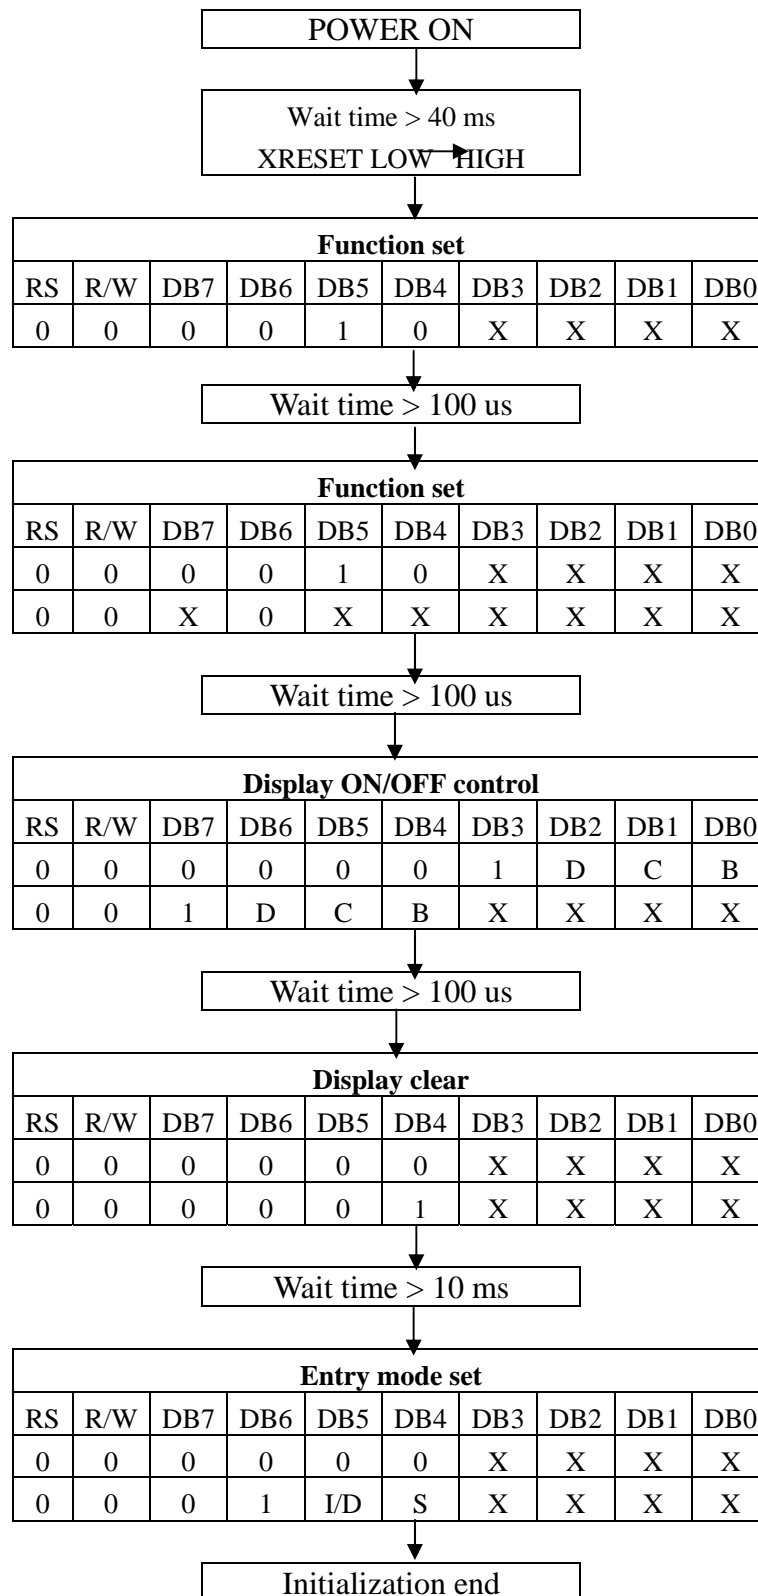 POWER ON
Wait time > 40 ms
XRESET LOW HIGH
Function set
RS R/W DB7 DB6 DB5 DB4 DB3 DB2 DB1 DB0
0 0 0 0 1 0 X X X X
Wait time > 100 us
Function set
RS R/W DB7 DB6 DB5 DB4 DB3 DB2 DB1 DB0
0 0 0 0 1 0 X X X X
0 0 X 0 X X X X X X
Wait time > 100 us
Display ON/OFF control
RS R/W DB7 DB6 DB5 DB4 DB3 DB2 DB1 DB0
0 0 0 0 0 0 1 D C B
0 0 1 D C B X X X X
Wait time > 100 us
Display clear
RS R/W DB7 DB6 DB5 DB4 DB3 DB2 DB1 DB0
0 0 0 0 0 0 X X X X
0 0 0 0 0 1 X X X X
Wait time > 10 ms
Entry mode set
RS R/W DB7 DB6 DB5 DB4 DB3 DB2 DB1 DB0
0 0 0 0 0 0 X X X X
0 0 0 1 I/D S X X X X
Initialization end